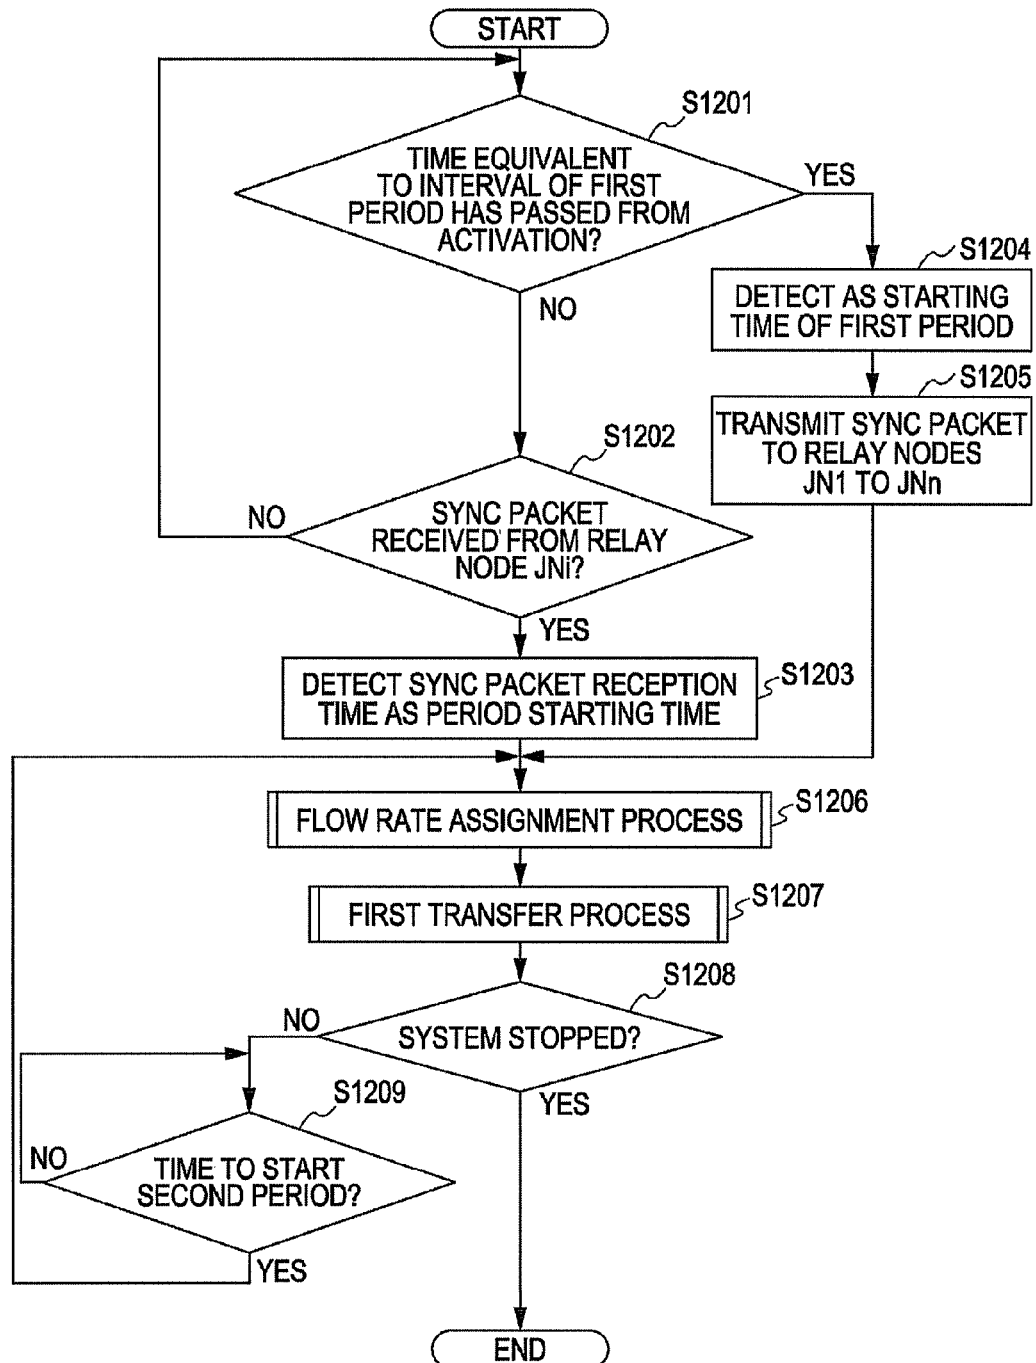 START
S1201
TIME EQUIVALENT
TO INTERVAL OF FIRST
PERIOD HAS PASSED FROM
ACTIVATION?
YES
NO
S1204
DETECT AS STARTING
TIME OF FIRST PERIOD
S1205
TRANSMIT SYNC PACKET
TO RELAY NODES
JN1 TO JNn
S1202
SYNC PACKET
RECEIVED FROM RELAY
NODE JNi?
NO
YES
S1203
DETECT SYNC PACKET RECEPTION
TIME AS PERIOD STARTING TIME
S1206
FLOW RATE ASSIGNMENT PROCESS
S1207
FIRST TRANSFER PROCESS
S1208
SYSTEM STOPPED?
NO
YES
S1209
TIME TO START
SECOND PERIOD?
NO
YES
END